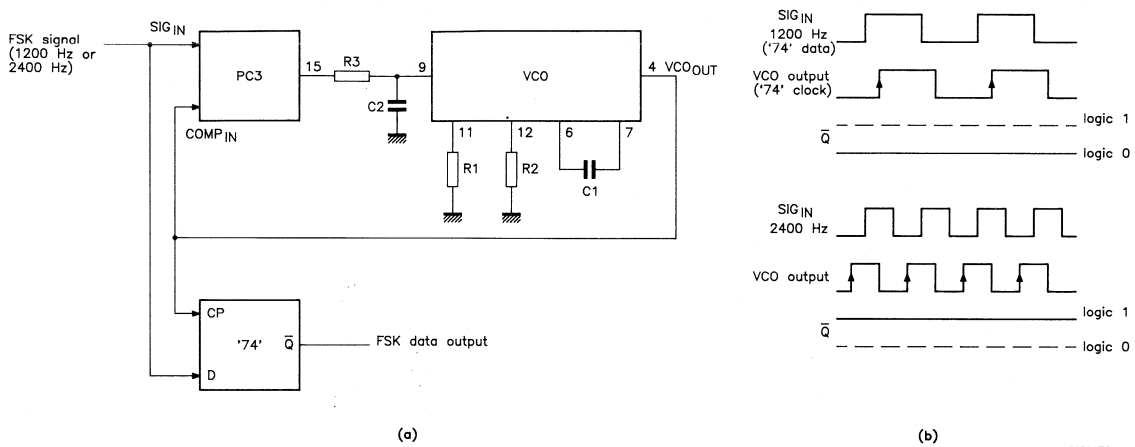 SIG IN
FSK signal
(1200 Hz or
2400 Hz)
PC3
15
R3
9
C2
VCO
4
VCO OUT
COMP IN
11
12
6
7
R1
R2
C1
CP
'74'
Q̅
FSK data output
D
(a)
SIG IN
1200 Hz
('74' data)
VCO output
('74' clock)
logic 1
Q̅
logic 0
SIG IN
2400 Hz
VCO output
logic 1
Q̅
logic 0
(b)